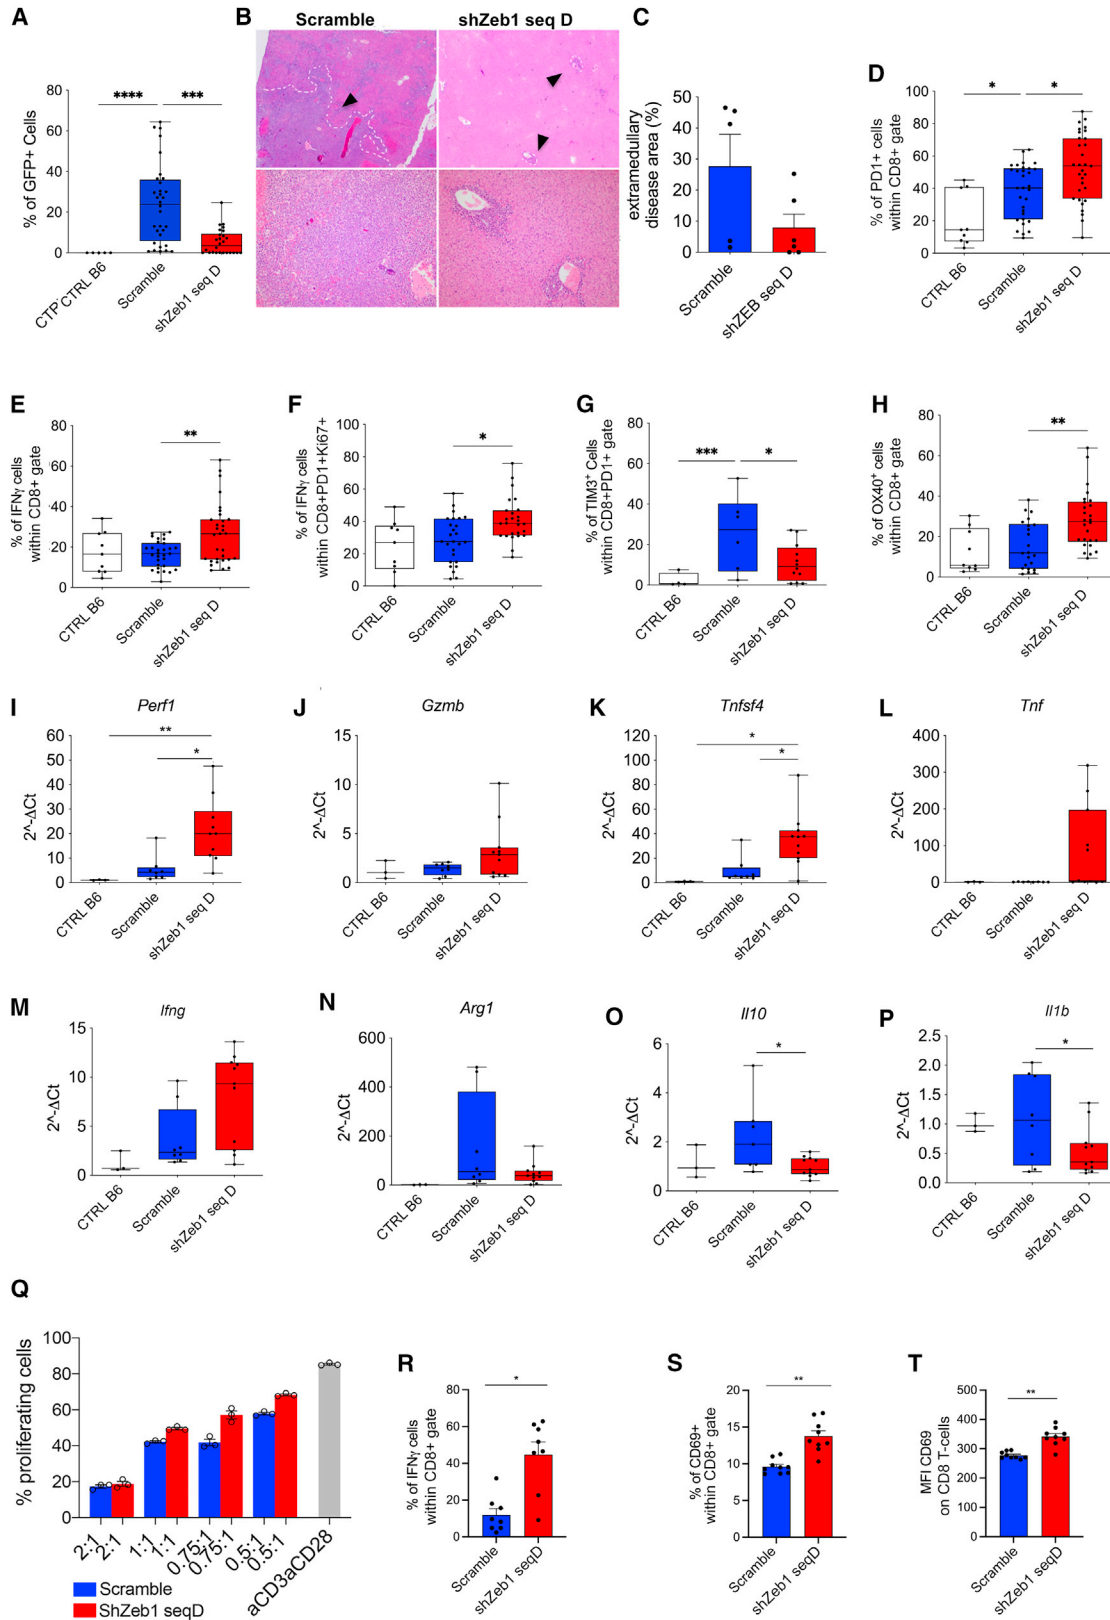 A
% of GFP+ Cells
80
60
40
20
0
**** ***
CTP CTRL B6
Scramble
shZeb1 seq D
B
Scramble shZeb1 seq D
C
extramedullary
disease area (%)
50
40
30
20
10
0
Scramble
shZEB seq D
D
% of PD1+ cells
within CD8+ gate
100
80
60
40
20
0
* *
CTRL B6
Scramble
shZeb1 seq D
E
% of IFNγ cells
within CD8+ gate
80
60
40
20
0
**
CTRL B6
Scramble
shZeb1 seq D
F
% of IFNγ cells
within CD8+PD1+Ki67+
100
80
60
40
20
0
*
CTRL B6
Scramble
shZeb1 seq D
G
% of TIM3+ Cells
within CD8+PD1+ gate
80
60
40
20
0
*** *
CTRL B6
Scramble
shZeb1 seq D
H
% of OX40+ cells
within CD8+ gate
80
60
40
20
0
**
CTRL B6
Scramble
shZeb1 seq D
I
Perf1
2^-ΔCt
60
50
40
30
20
10
0
**
*
CTRL B6
Scramble
shZeb1 seq D
J
Gzmb
2^-ΔCt
15
10
5
0
CTRL B6
Scramble
shZeb1 seq D
K
Tnfsf4
2^-ΔCt
120
100
80
60
40
20
0
*
*
CTRL B6
Scramble
shZeb1 seq D
L
Tnf
2^-ΔCt
400
300
200
100
0
CTRL B6
Scramble
shZeb1 seq D
M
Ifng
2^-ΔCt
15
10
5
0
CTRL B6
Scramble
shZeb1 seq D
N
Arg1
2^-ΔCt
600
400
200
0
CTRL B6
Scramble
shZeb1 seq D
O
Il10
2^-ΔCt
6
4
2
0
*
CTRL B6
Scramble
shZeb1 seq D
P
Il1b
2^-ΔCt
2.5
2.0
1.5
1.0
0.5
0.0
*
CTRL B6
Scramble
shZeb1 seq D
Q
% proliferating cells
100
80
60
40
20
0
2:1
2:1
1:1
1:1
0.75:1
0.75:1
0.5:1
0.5:1
aCD3aCD28
Scramble
ShZeb1 seqD
R
% of IFNγ cells
within CD8+ gate
80
60
40
20
0
*
Scramble
shZeb1 seqD
S
% of CD69+
within CD8+ gate
20
15
10
5
0
**
Scramble
shZeb1 seqD
T
MFI CD69
on CD8 T-cells
500
400
300
200
100
0
**
Scramble
shZeb1 seqD